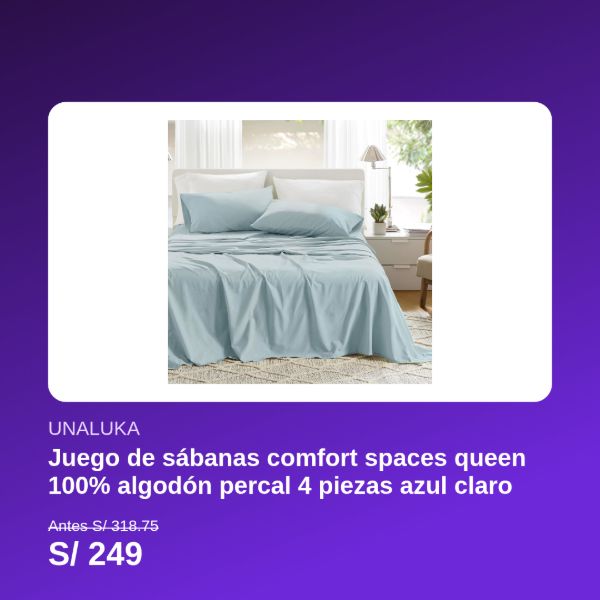 UNALUKA
Juego de sábanas comfort spaces queen
100% algodón percal 4 piezas azul claro
Antes S/ 318.75
S/ 249